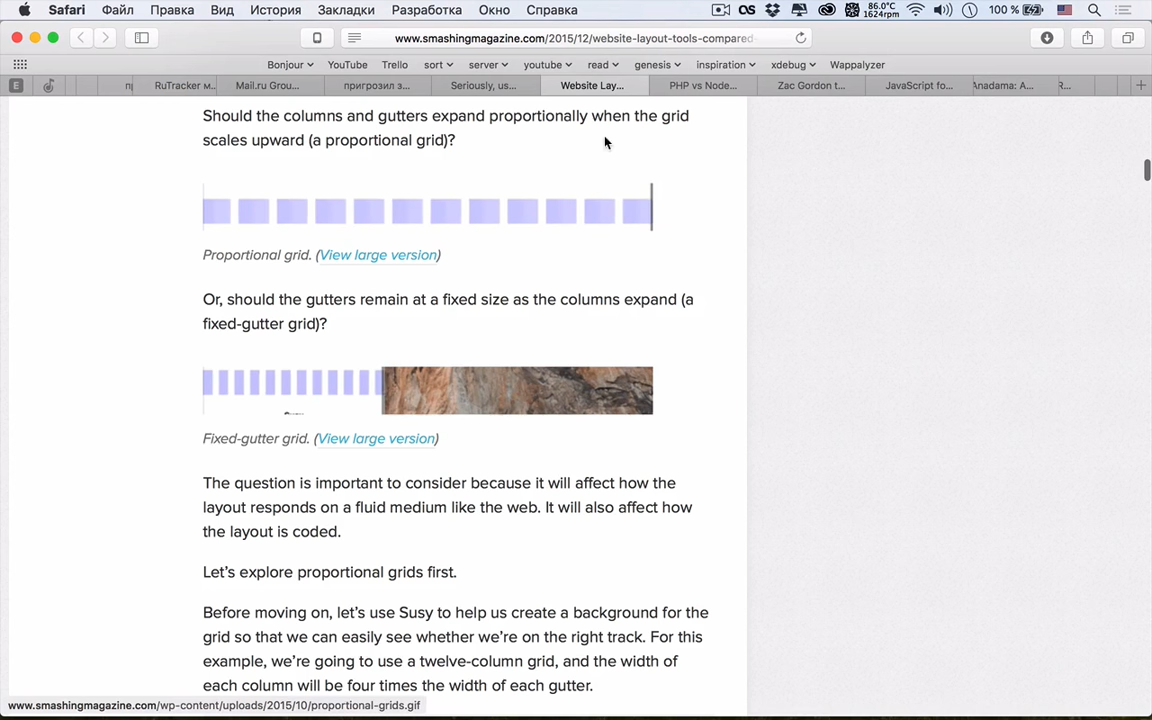 Safari Файл Правка Вид История Закладки Разработка Окно Справка 86.0°C 1624rpm 100 %
www.smashingmagazine.com/2015/12/website-layout-tools-compared-
Bonjour YouTube Trello sort server youtube read genesis inspiration xdebug Wappalyzer
E RuTracker м... Mail.ru Grou... пригрозил з... Seriously, us... Website Lay... PHP vs Node... Zac Gordon t... JavaScript fo... Anadama: A... R...
Should the columns and gutters expand proportionally when the grid
scales upward (a proportional grid)?
Proportional grid. (View large version)
Or, should the gutters remain at a fixed size as the columns expand (a
fixed-gutter grid)?
Fixed-gutter grid. (View large version)
The question is important to consider because it will affect how the
layout responds on a fluid medium like the web. It will also affect how
the layout is coded.
Let's explore proportional grids first.
Before moving on, let's use Susy to help us create a background for the
grid so that we can easily see whether we're on the right track. For this
example, we're going to use a twelve-column grid, and the width of
each column will be four times the width of each gutter.
www.smashingmagazine.com/wp-content/uploads/2015/10/proportional-grids.gif